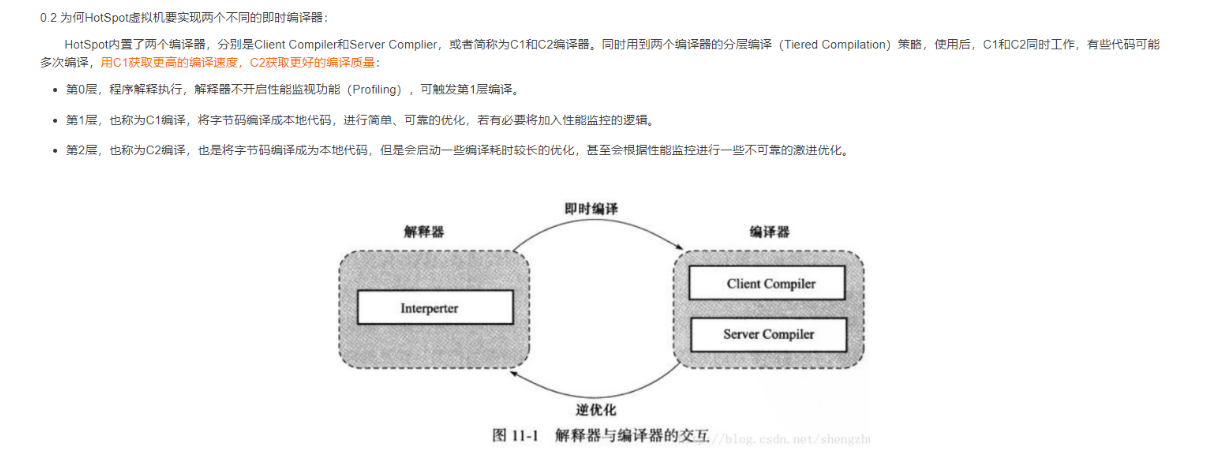 0.2 为何HotSpot虚拟机要实现两个不同的即时编译器：
HotSpot内置了两个编译器，分别是Client Compiler和Server Complier，或者简称为C1和C2编译器。同时用到两个编译器的分层编译（Tiered Compilation）策略，使用后，C1和C2同时工作，有些代码可能
多次编译，用C1获取更高的编译速度，C2获取更好的编译质量：
• 第0层，程序解释执行，解释器不开启性能监视功能（Profiling），可触发第1层编译。
• 第1层，也称为C1编译，将字节码编译成本地代码，进行简单、可靠的优化，若有必要将加入性能监控的逻辑。
• 第2层，也称为C2编译，也是将字节码编译成为本地代码，但是会启动一些编译耗时较长的优化，甚至会根据性能监控进行一些不可靠的激进优化。
即时编译
解释器
编译器
Interperter
Client Compiler
Server Compiler
逆优化
图 11-1 解释器与编译器的交互
//blog.csdn.net/shengzhu